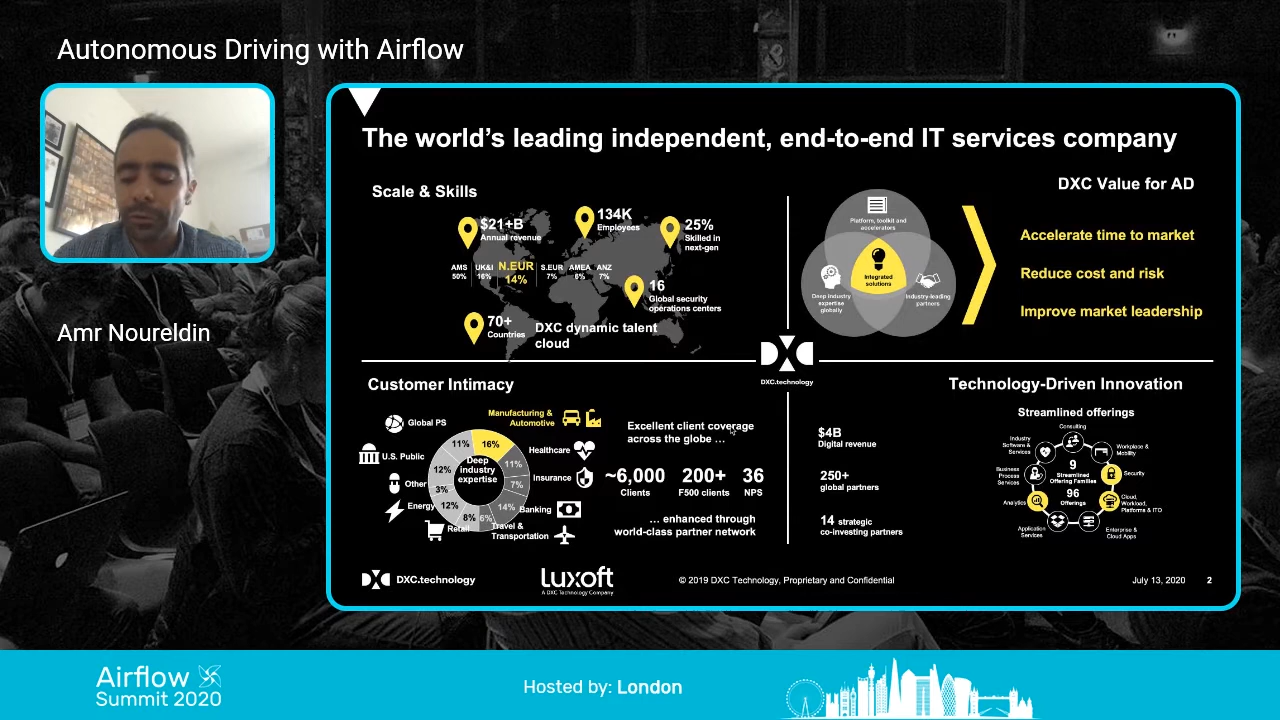 Autonomous Driving with Airflow
Amr Noureldin
The world's leading independent, end-to-end IT services company
Scale & Skills
$21+B
Annual revenue
134K
Employees
25%
Skilled in
next-gen
AMS
50%
UK&I
16%
N.EUR
14%
S.EUR
7%
AMEA
6%
ANZ
7%
16
Global security
operations centers
70+
Countries
DXC dynamic talent
cloud
DXC Value for AD
Platform, toolkit and
accelerators
Integrated
solutions
Deep industry
expertise
globally
Industry-leading
partners
Accelerate time to market
Reduce cost and risk
Improve market leadership
DXC.technology
Customer Intimacy
Global PS
Manufacturing &
Automotive
U.S. Public
Healthcare
Other
Insurance
Energy
Banking
Retail
Travel &
Transportation
11%
16%
12%
11%
3%
7%
12%
14%
8%
6%
Deep
industry
expertise
Excellent client coverage
across the globe …
~6,000
Clients
200+
F500 clients
36
NPS
… enhanced through
world-class partner network
Technology-Driven Innovation
$4B
Digital revenue
250+
global partners
14 strategic
co-investing partners
Streamlined offerings
Consulting
Industry
Software &
Services
Workplace &
Mobility
Business
Process
Services
Security
Analytics
Cloud,
Workload,
Platforms & ITO
Application
Services
Enterprise &
Cloud Apps
9
Streamlined
Offering Families
96
Offerings
DXC.technology
Luxoft
A DXC Technology Company
© 2019 DXC Technology, Proprietary and Confidential
July 13, 2020
2
Airflow
Summit 2020
Hosted by: London